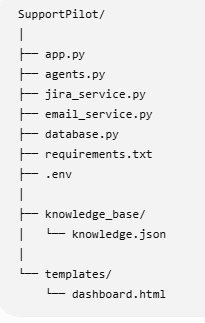 SupportPilot/
│
├── app.py
├── agents.py
├── jira_service.py
├── email_service.py
├── database.py
├── requirements.txt
├── .env
│
├── knowledge_base/
│   └── knowledge.json
│
└── templates/
    └── dashboard.html